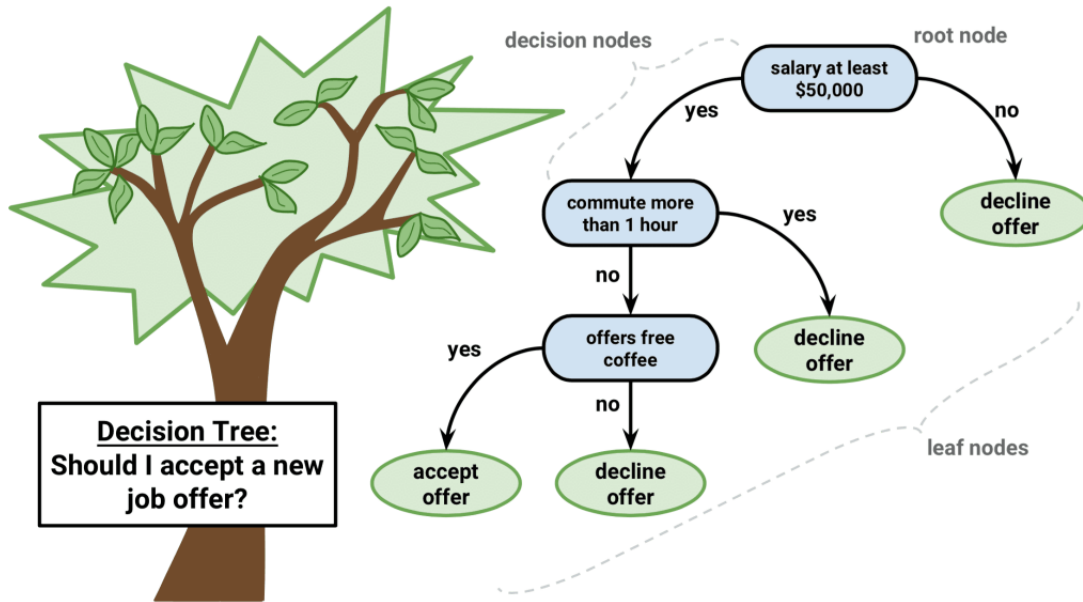 decision nodes
root node
salary at least
$50,000
yes
no
decline
offer
commute more
than 1 hour
yes
no
decline
offer
offers free
coffee
yes
no
accept
offer
decline
offer
leaf nodes
Decision Tree:
Should I accept a new
job offer?